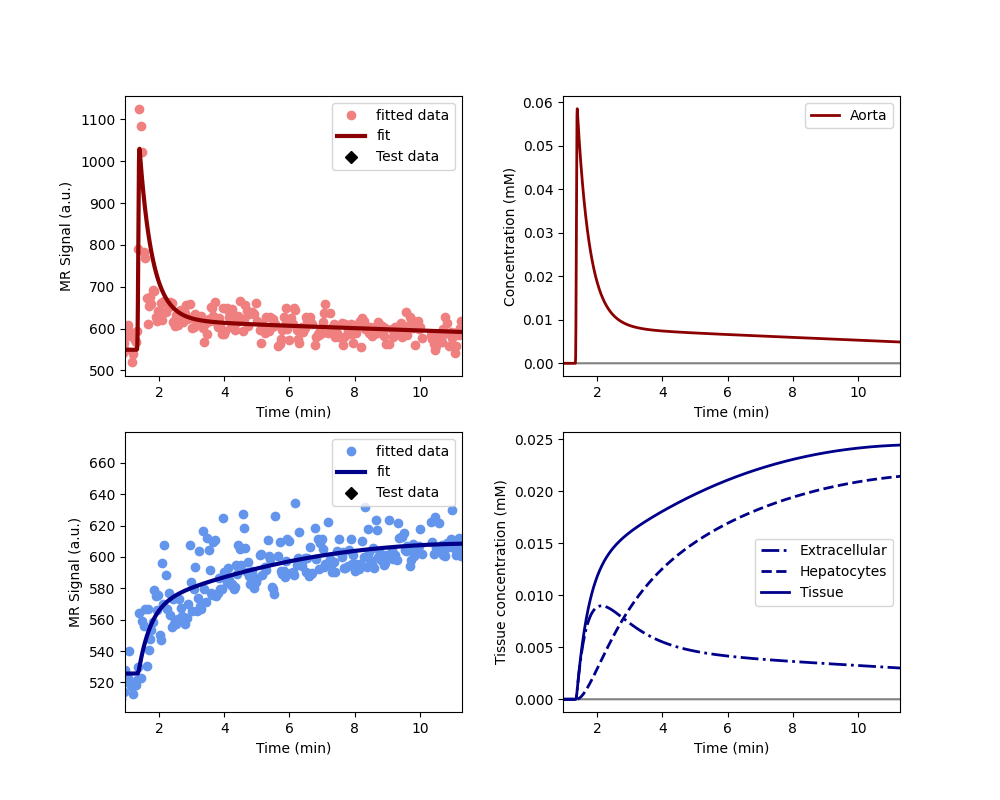 1100
1000
900
800
700
600
500
MR Signal (a.u.)
fitted data
fit
Test data
2
4
6
8
10
Time (min)
0.06
0.05
0.04
0.03
0.02
0.01
0.00
Concentration (mM)
Aorta
2
4
6
8
10
Time (min)
660
640
620
600
580
560
540
520
MR Signal (a.u.)
fitted data
fit
Test data
2
4
6
8
10
Time (min)
0.025
0.020
0.015
0.010
0.005
0.000
Tissue concentration (mM)
Extracellular
Hepatocytes
Tissue
2
4
6
8
10
Time (min)